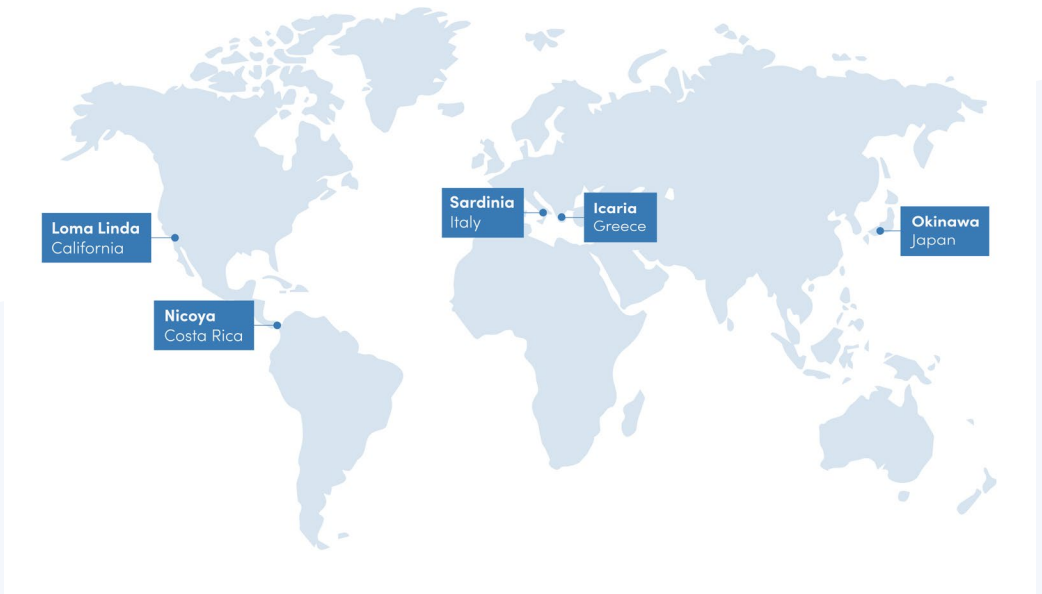 Sardinia
Italy
Icaria
Greece
Loma Linda
California
Okinawa
Japan
Nicoya
Costa Rica